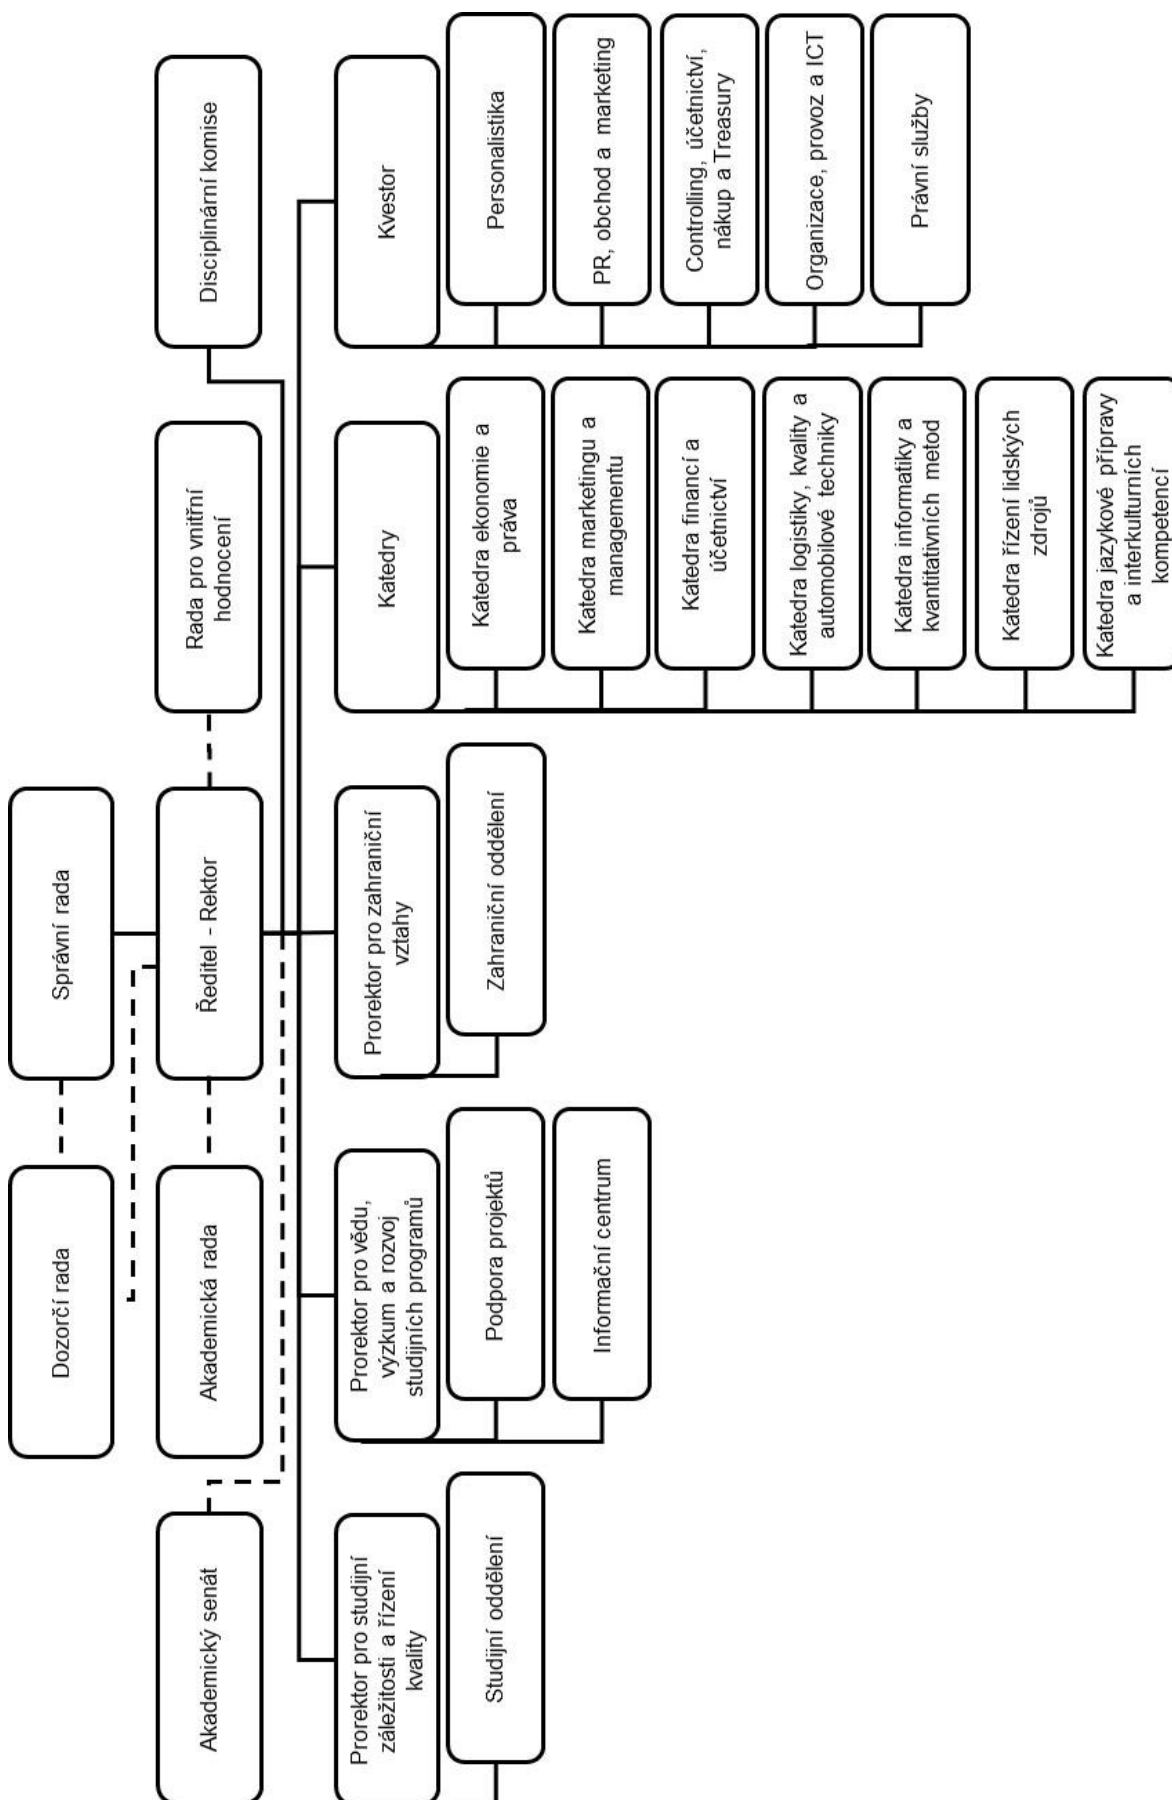 Dozorčí rada
Správní rada
Akademický senát
Akademická rada
Ředitel - Rektor
Rada pro vnitřní
hodnocení
Disciplinární komise
Prorektor pro studijní
záležitosti a řízení
kvality
Prorektor pro vědu,
výzkum a rozvoj
studijních programů
Prorektor pro zahraniční
vztahy
Katedry
Kvestor
Studijní oddělení
Podpora projektů
Informační centrum
Zahraniční oddělení
Katedra ekonomie a
práva
Katedra marketingu a
managementu
Katedra financí a
účetnictví
Katedra logistiky, kvality a
automobilové techniky
Katedra informatiky a
kvantitativních metod
Katedra řízení lidských
zdrojů
Katedra jazykové přípravy
a interkulturních
kompetencí
Personalistika
PR, obchod a marketing
Controlling, účetnictví,
nákup a Treasury
Organizace, provoz a ICT
Právní služby